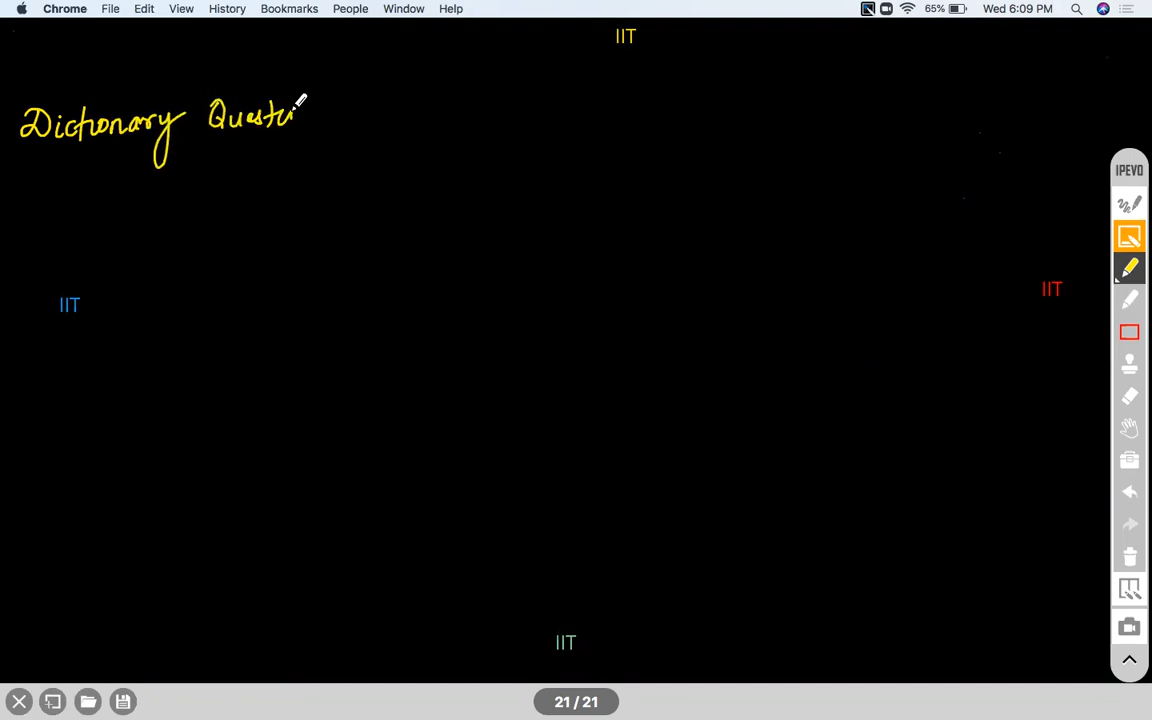 Chrome File Edit View History Bookmarks People Window Help 65% Wed 6:09 PM
IIT
Dictionary Questi
IPEVO
IIT
IIT
IIT
21 / 21